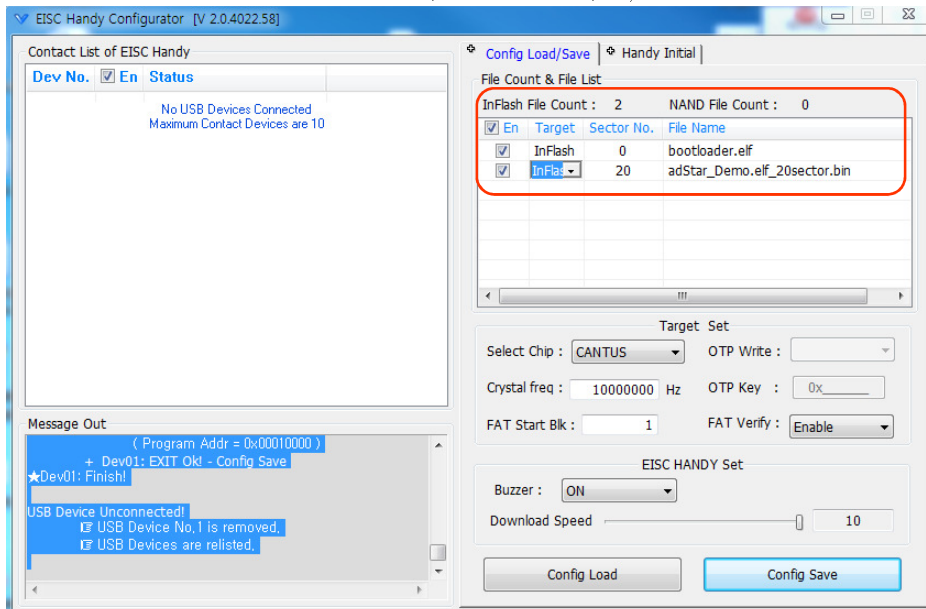 EISC Handy Configurator [V 2.0.4022.58]
Contact List of EISC Handy
Dev No. En Status
No USB Devices Connected
Maximum Contact Devices are 10
Message Out
( Program Addr = 0x00010000 )
+ Dev01: EXIT Ok! - Config Save
★Dev01: Finish!
USB Device Unconnected!
☞ USB Device No,1 is removed,
☞ USB Devices are relisted,
Config Load/Save Handy Initial
File Count & File List
InFlash File Count : 2 NAND File Count : 0
En Target Sector No. File Name
InFlash 0 bootloader.elf
InFlas 20 adStar_Demo.elf_20sector.bin
Target Set
Select Chip : CANTUS OTP Write :
Crystal freq : 10000000 Hz OTP Key : 0x______
FAT Start Blk : 1 FAT Verify : Enable
EISC HANDY Set
Buzzer : ON
Download Speed 10
Config Load Config Save